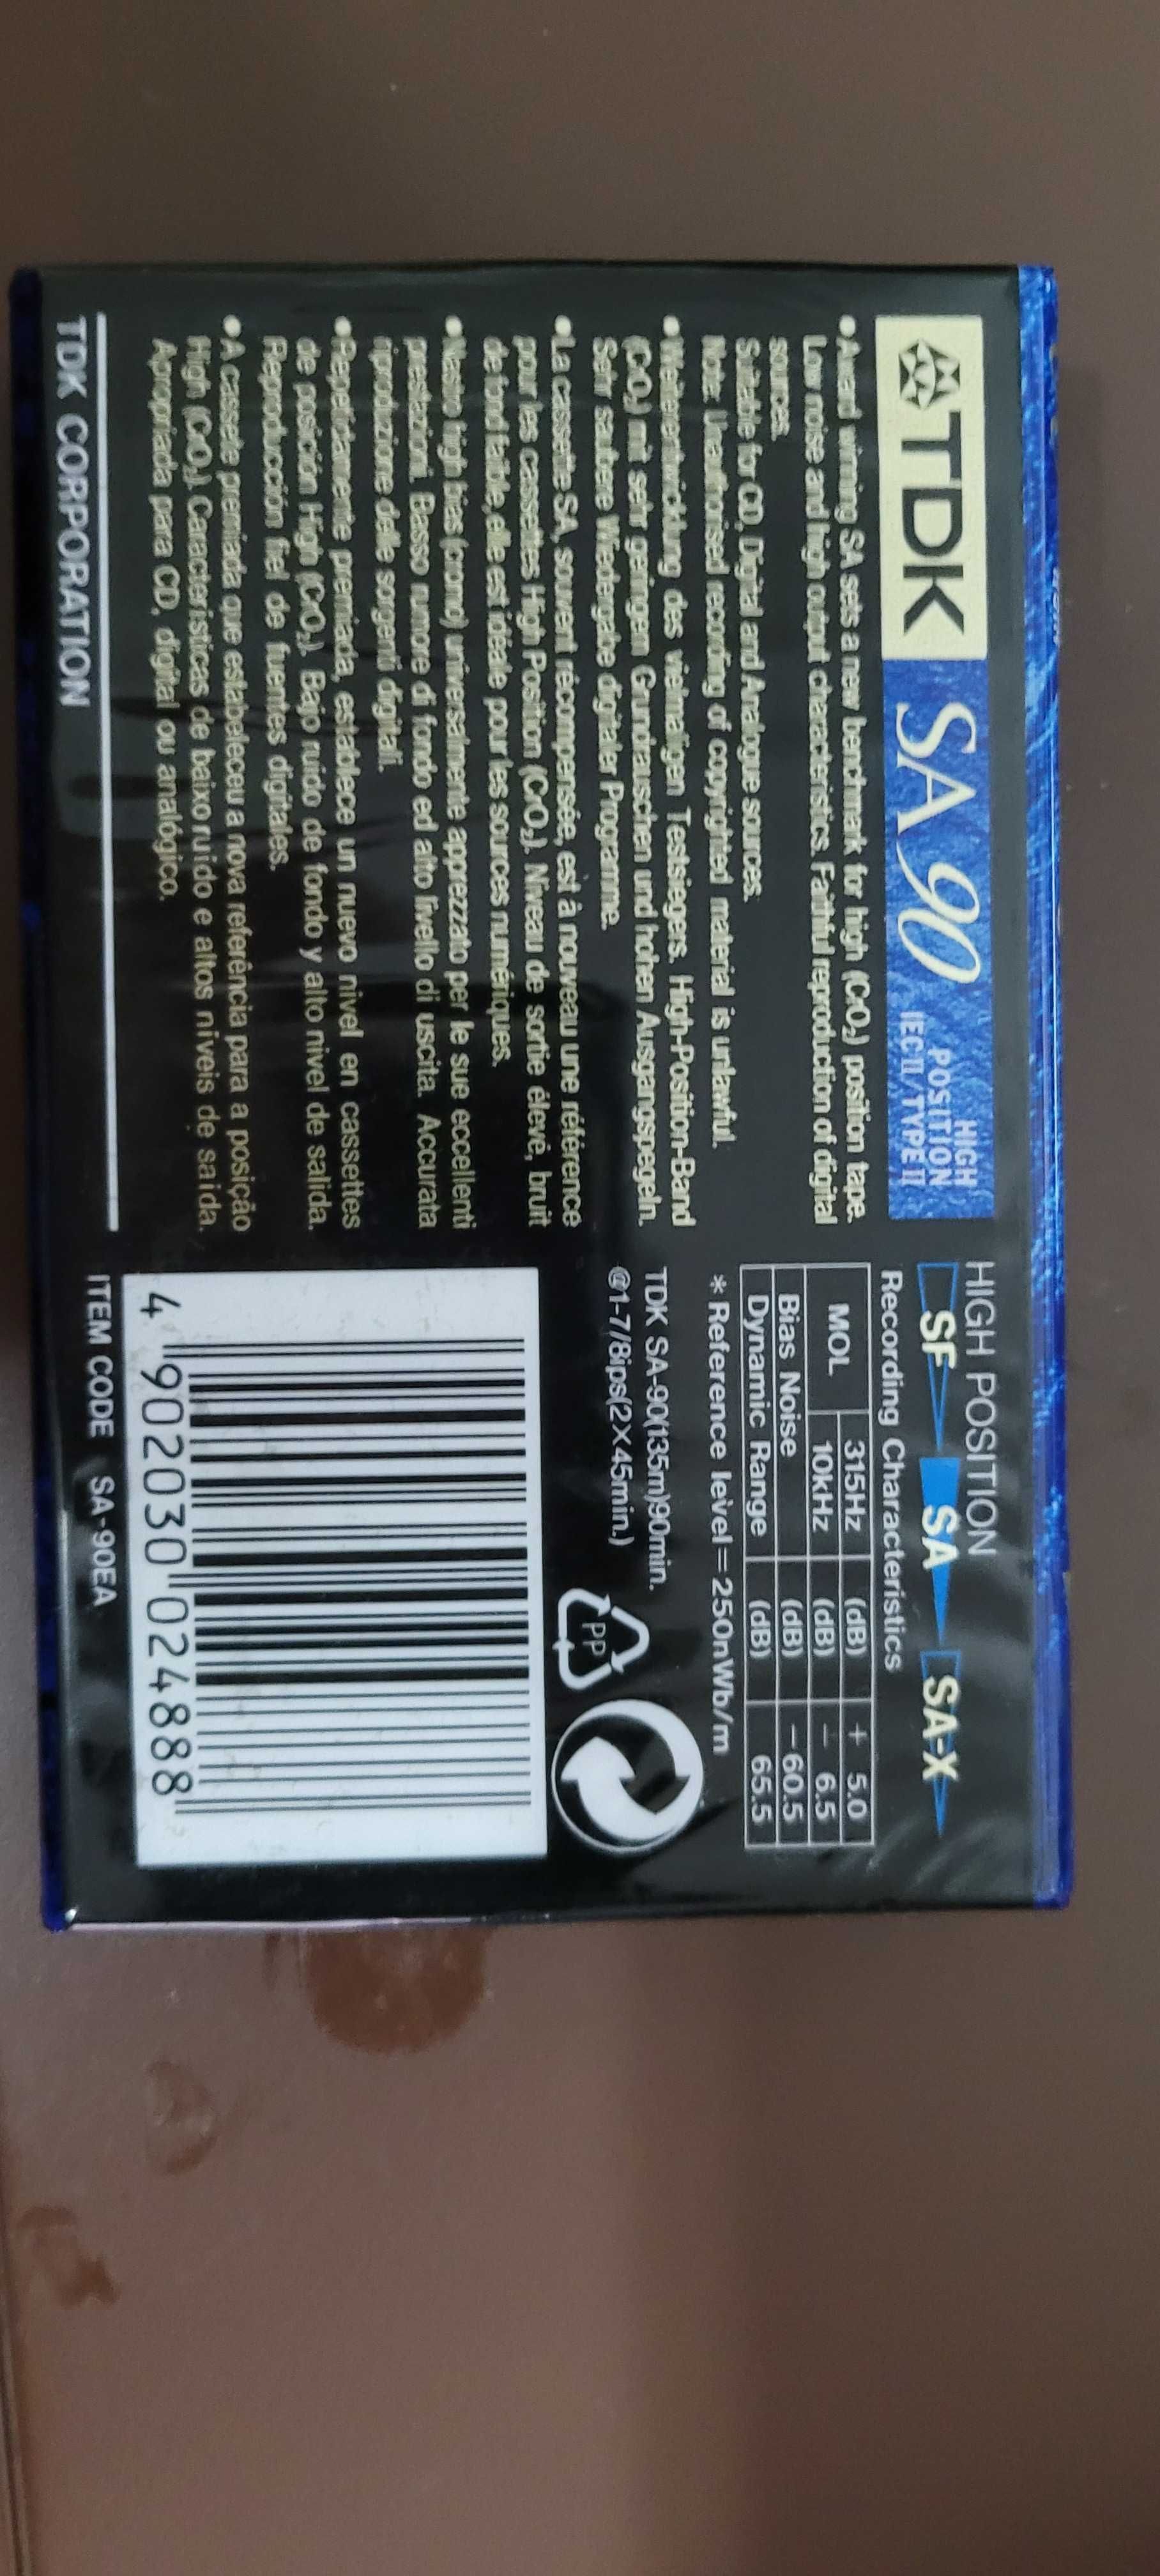 TDK SA 90 HIGH
POSITION
IEC II/TYPE II
●Award winning SA sets a new benchmark for high (CrO₂) position tape.
Low noise and high output characteristics. Faithful reproduction of digital
sources.
Suitable for CD, Digital and Analogue sources.
Note: Unauthorised recording of copyrighted material is unlawful.
●Weiterentwicklung des vielmaligen Testsiegers. High-Position-Band
(CrO₂) mit sehr geringem Grundrauschen und hohen Ausgangspegeln.
Sehr saubere Wiedergabe digitaler Programme.
●La cassette SA, souvent récompensée, est à nouveau une référence
pour les cassettes High Position (CrO₂). Niveau de sortie élevé, bruit
de fond faible, elle est idéale pour les sources numériques.
●Nastro high bias (cromo) universalmente apprezzato per le sue eccellenti
prestazioni. Basso rumore di fondo ed alto livello di uscita. Accurata
riproduzione delle sorgenti digitali.
●Repetidamente premiada, establece un nuevo nivel en cassettes
de posición High (CrO₂). Bajo ruido de fondo y alto nivel de salida.
Reproducción fiel de fuentes digitales.
●A cassete premiada que estabeleceu a nova referência para a posição
High (CrO₂). Características de baixo ruído e altos níveis de saída.
Apropriada para CD, digital ou analógico.
TDK CORPORATION
HIGH POSITION
SF SA SA-X
Recording Characteristics
MOL 315Hz (dB) + 5.0
10kHz (dB) − 6.5
Bias Noise (dB) −60.5
Dynamic Range (dB) 65.5
* Reference level=250nWb/m
TDK SA-90(135m)90min.
@1-7/8ips(2×45min.)
PP
4 902030 024888
ITEM CODE SA-90EA